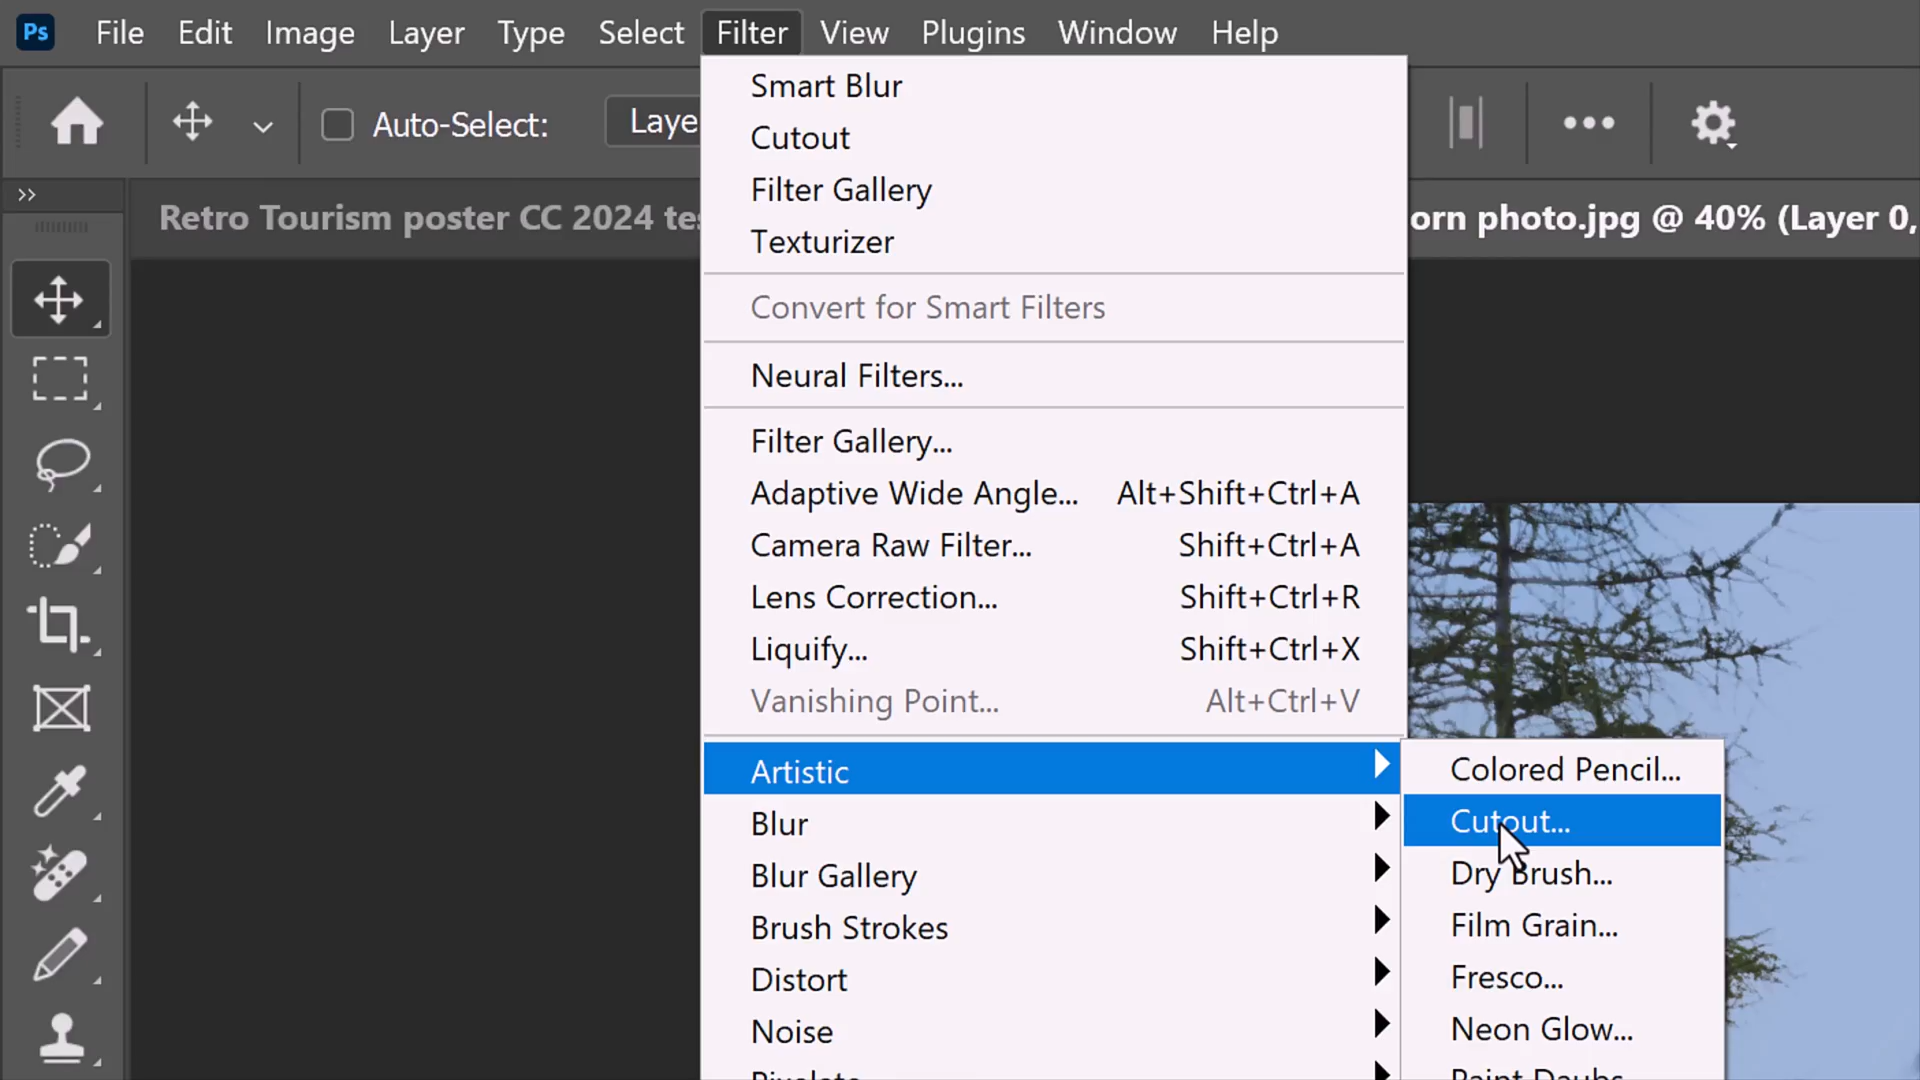 Ps File Edit Image Layer Type Select Filter View Plugins Window Help
Auto-Select: Laye
Retro Tourism poster CC 2024 tes
orn photo.jpg @ 40% (Layer 0,
Smart Blur
Cutout
Filter Gallery
Texturizer
Convert for Smart Filters
Neural Filters...
Filter Gallery...
Adaptive Wide Angle... Alt+Shift+Ctrl+A
Camera Raw Filter... Shift+Ctrl+A
Lens Correction... Shift+Ctrl+R
Liquify... Shift+Ctrl+X
Vanishing Point... Alt+Ctrl+V
Artistic
Blur
Blur Gallery
Brush Strokes
Distort
Noise
Pixelate
Colored Pencil...
Cutout...
Dry Brush...
Film Grain...
Fresco...
Neon Glow...
Paint Daubs